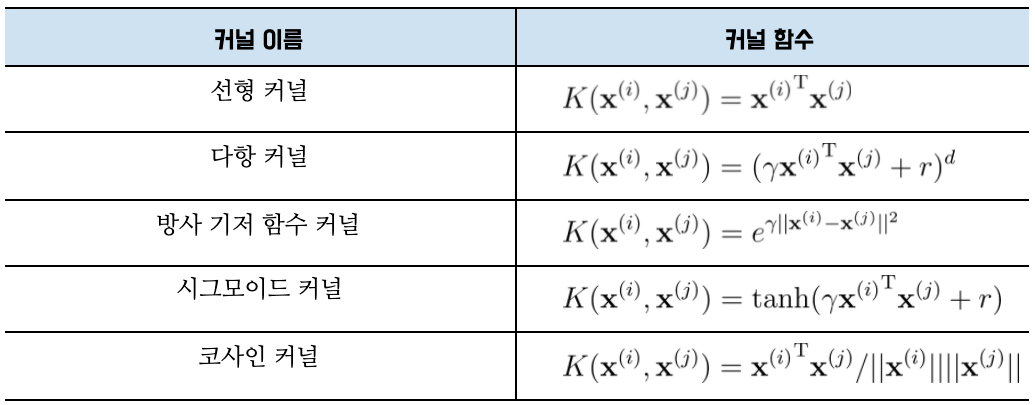 커널 이름 커널 함수
선형 커널 K(x^(i), x^(j)) = x^(i)^T x^(j)
다항 커널 K(x^(i), x^(j)) = (γx^(i)^T x^(j) + r)^d
방사 기저 함수 커널 K(x^(i), x^(j)) = e^γ||x^(i)−x^(j)||^2
시그모이드 커널 K(x^(i), x^(j)) = tanh(γx^(i)^T x^(j) + r)
코사인 커널 K(x^(i), x^(j)) = x^(i)^T x^(j)/||x^(i)||||x^(j)||